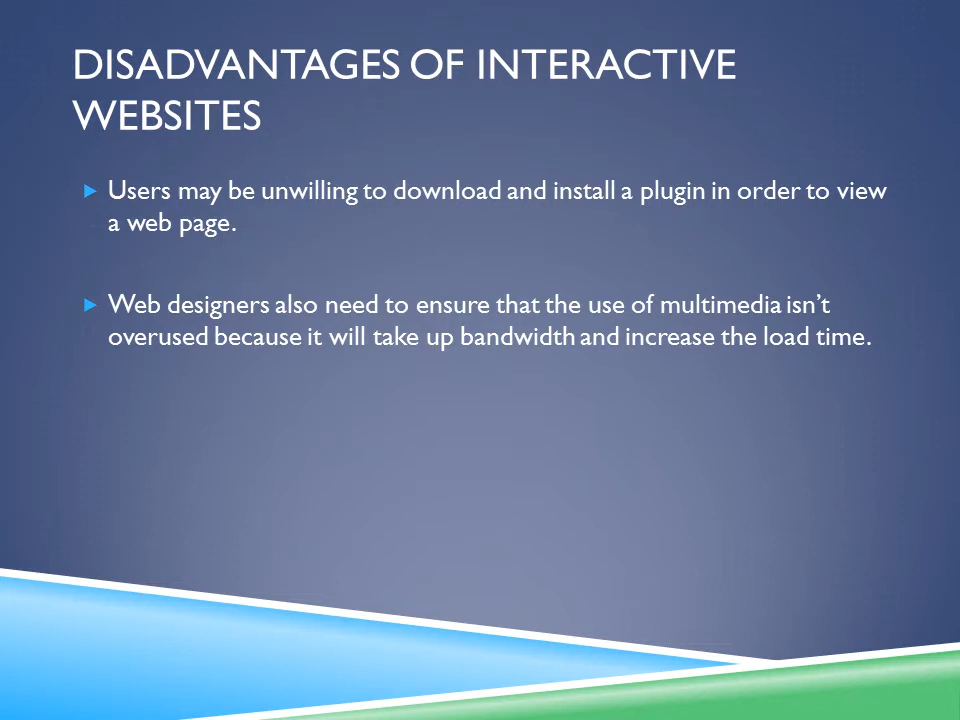 DISADVANTAGES OF INTERACTIVE
WEBSITES
Users may be unwilling to download and install a plugin in order to view
a web page.
Web designers also need to ensure that the use of multimedia isn’t
overused because it will take up bandwidth and increase the load time.